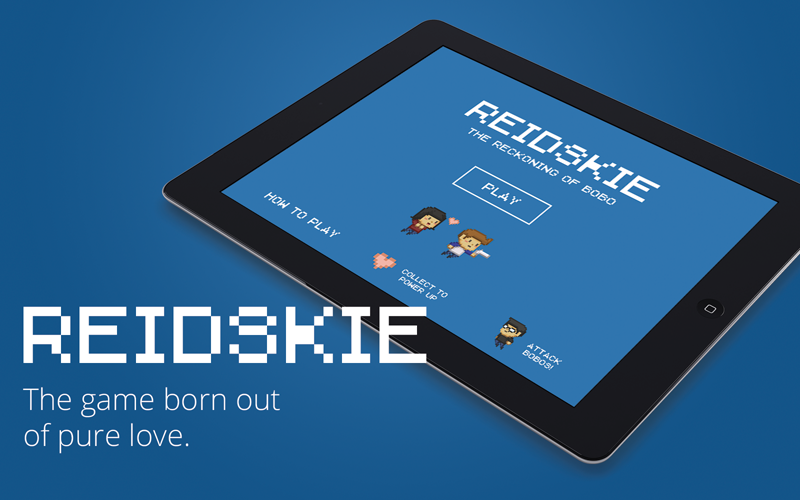 REIDSKIE
THE RECKONING OF BOBO
PLAY
HOW TO PLAY
COLLECT TO
POWER UP
ATTACK
BOBOS!
REIDSKIE
The game born out
of pure love.